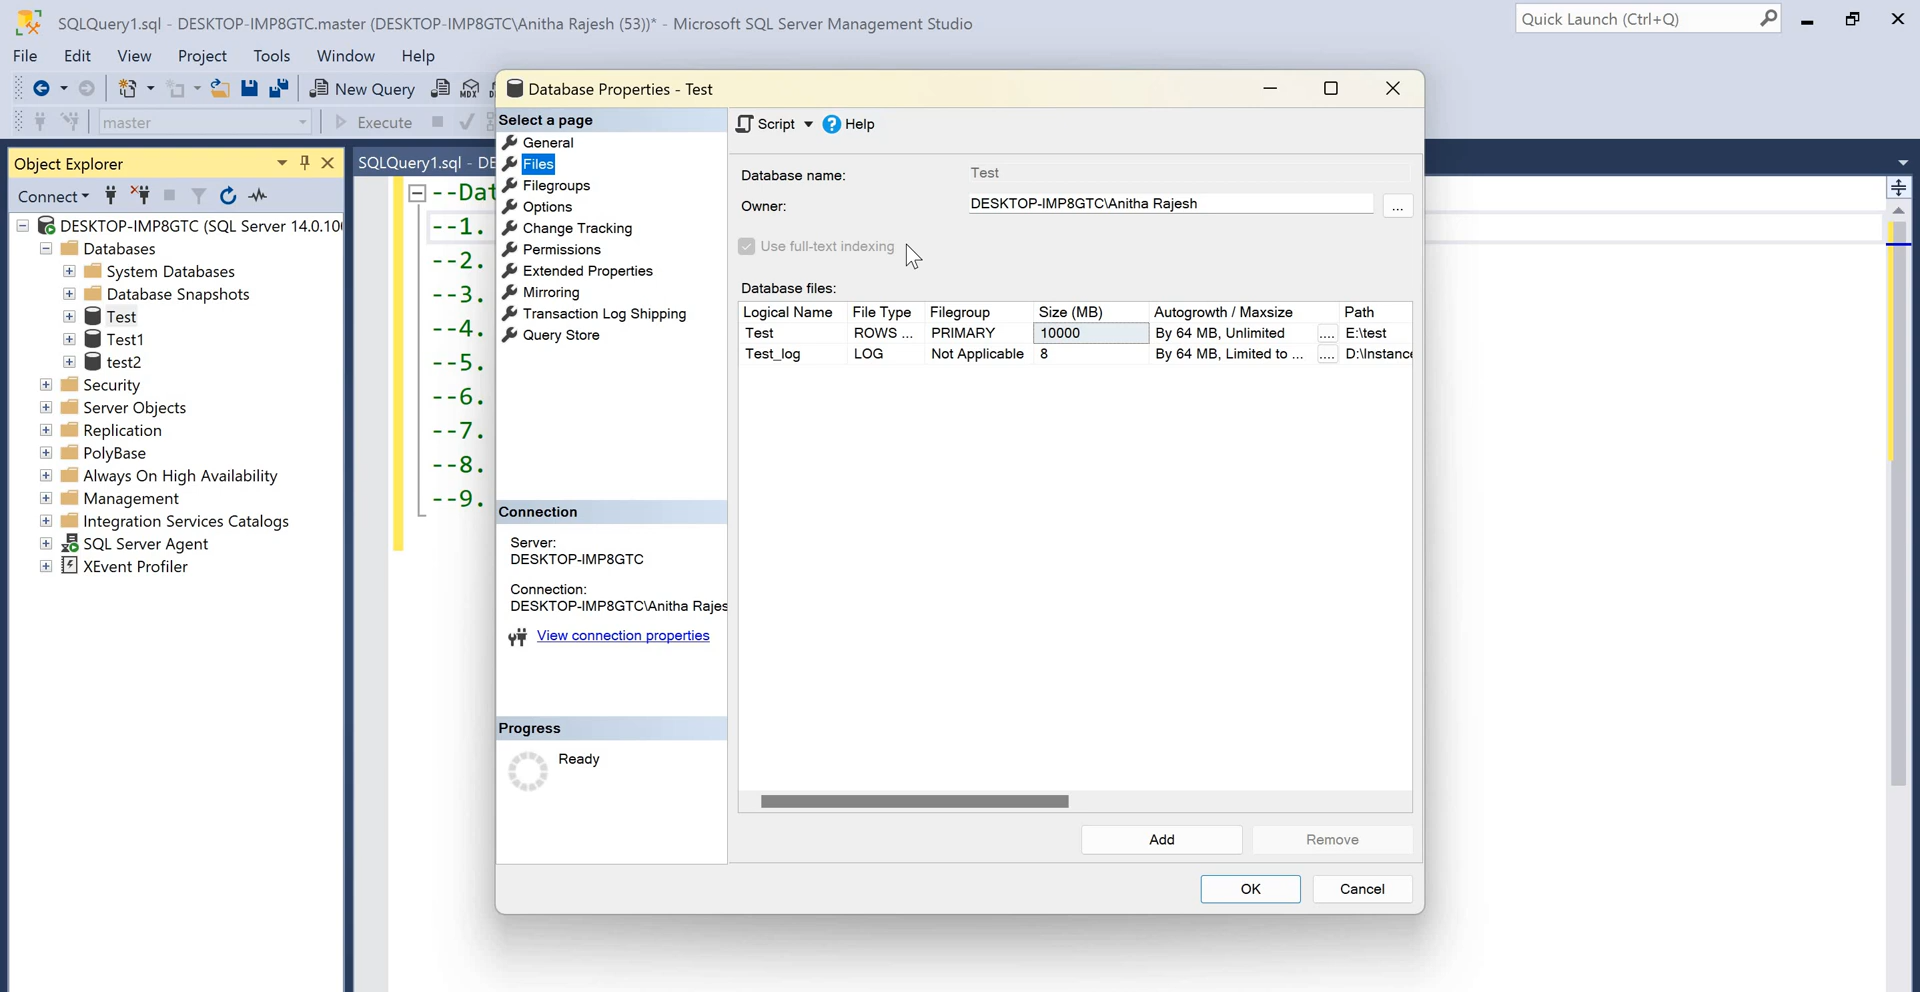 SQLQuery1.sql - DESKTOP-IMP8GTC.master (DESKTOP-IMP8GTC\Anitha Rajesh (53))* - Microsoft SQL Server Management Studio
Quick Launch (Ctrl+Q)
File Edit View Project Tools Window Help
New Query MDX
master Execute
Object Explorer
Connect
DESKTOP-IMP8GTC (SQL Server 14.0.10
Databases
System Databases
Database Snapshots
Test
Test1
test2
Security
Server Objects
Replication
PolyBase
Always On High Availability
Management
Integration Services Catalogs
SQL Server Agent
XEvent Profiler
SQLQuery1.sql - DE
--Dat
--1.
--2.
--3.
--4.
--5.
--6.
--7.
--8.
--9.
Database Properties - Test
Select a page
General
Files
Filegroups
Options
Change Tracking
Permissions
Extended Properties
Mirroring
Transaction Log Shipping
Query Store
Connection
Server:
DESKTOP-IMP8GTC
Connection:
DESKTOP-IMP8GTC\Anitha Rajes
View connection properties
Progress
Ready
Script Help
Database name: Test
Owner: DESKTOP-IMP8GTC\Anitha Rajesh ...
Use full-text indexing
Database files:
Logical Name File Type Filegroup Size (MB) Autogrowth / Maxsize Path
Test ROWS ... PRIMARY 10000 By 64 MB, Unlimited .... E:\test
Test_log LOG Not Applicable 8 By 64 MB, Limited to ... .... D:\Instance
Add Remove
OK Cancel